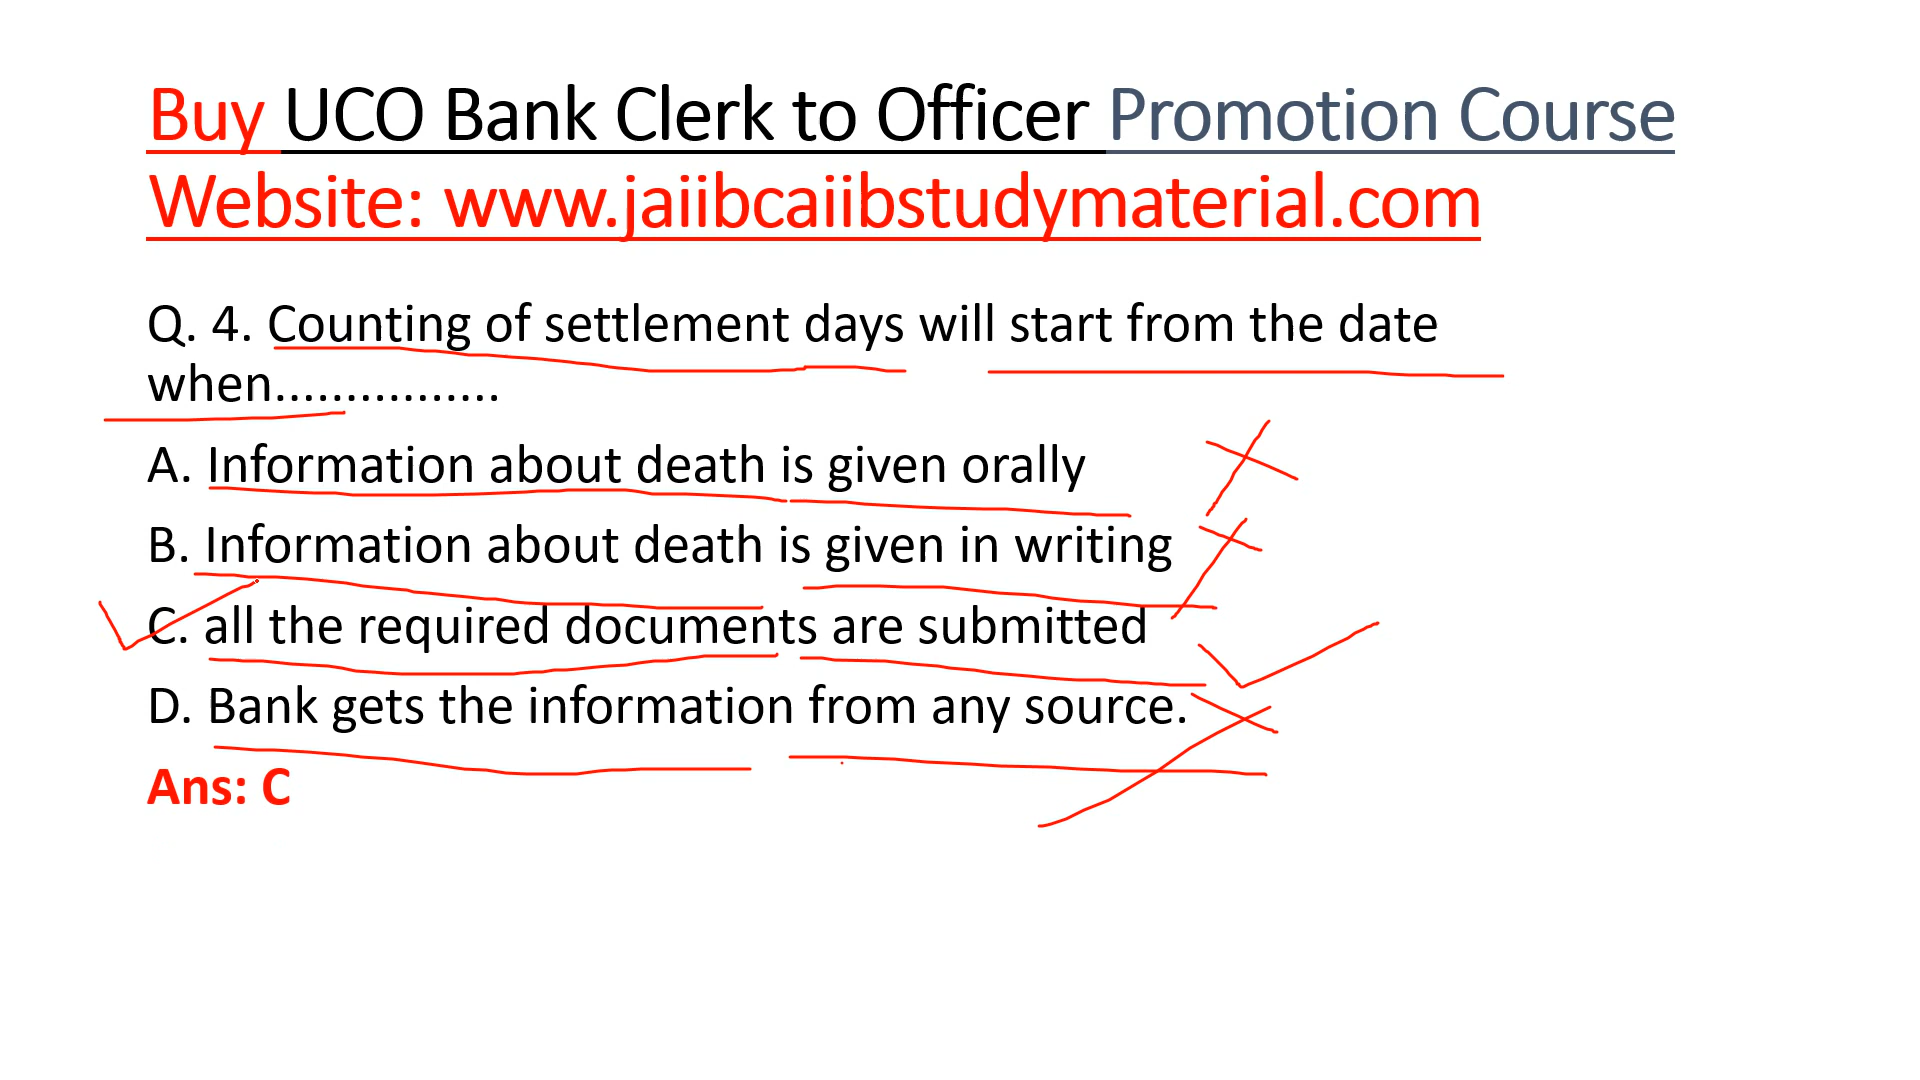 Buy UCO Bank Clerk to Officer Promotion Course
Website: www.jaiibcaiibstudymaterial.com
Q. 4. Counting of settlement days will start from the date
when................
A. Information about death is given orally
B. Information about death is given in writing
C. all the required documents are submitted
D. Bank gets the information from any source.
Ans: C